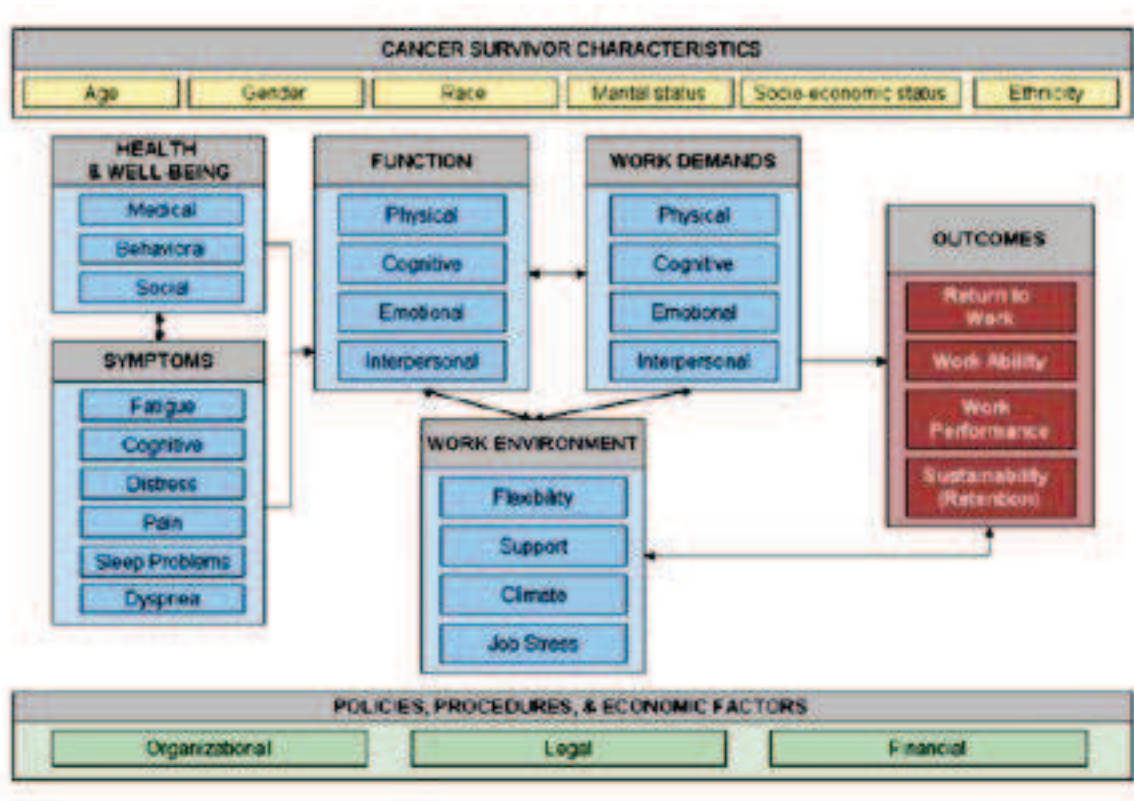 CANCER SURVIVOR CHARACTERISTICS
Age
Gender
Race
Marital status
Socio-economic status
Ethnicity
HEALTH
& WELL-BEING
Medical
Behavioral
Social
SYMPTOMS
Fatigue
Cognitive
Distress
Pain
Sleep Problems
Dyspnea
FUNCTION
Physical
Cognitive
Emotional
Interpersonal
WORK DEMANDS
Physical
Cognitive
Emotional
Interpersonal
WORK ENVIRONMENT
Flexibility
Support
Climate
Job Stress
OUTCOMES
Return to
Work
Work Ability
Work
Performance
Sustainability
(Retention)
POLICIES, PROCEDURES, & ECONOMIC FACTORS
Organizational
Legal
Financial